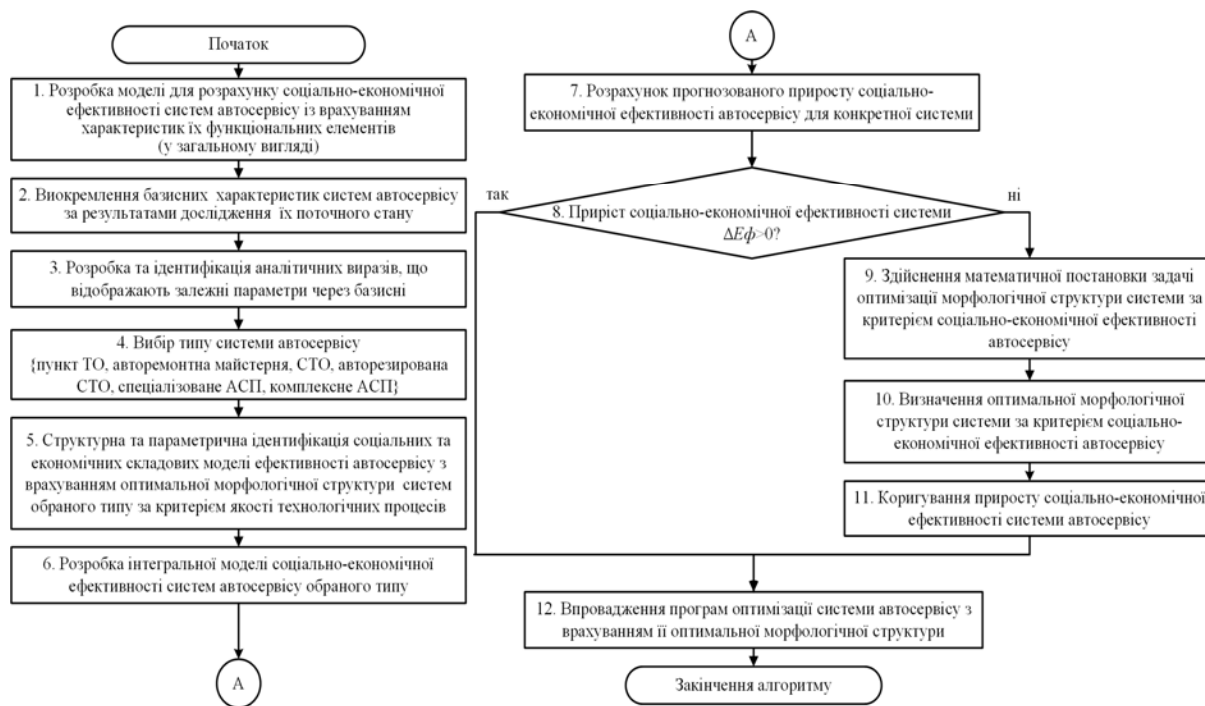 Початок
1. Розробка моделі для розрахунку соціально-економічної
ефективності систем автосервісу із врахуванням
характеристик їх функціональних елементів
(у загальному вигляді)
2. Виокремлення базисних характеристик систем автосервісу
за результатами дослідження їх поточного стану
3. Розробка та ідентифікація аналітичних виразів, що
відображають залежні параметри через базисні
4. Вибір типу системи автосервісу
{пункт ТО, авторемонтна майстерня, СТО, авторезирована
СТО, спеціалізоване АСП, комплексне АСП}
5. Структурна та параметрична ідентифікація соціальних та
економічних складових моделі ефективності автосервісу з
врахуванням оптимальної морфологічної структури систем
обраного типу за критерієм якості технологічних процесів
6. Розробка інтегральної моделі соціально-економічної
ефективності систем автосервісу обраного типу
А
А
7. Розрахунок прогнозованого приросту соціально-
економічної ефективності автосервісу для конкретної системи
так
ні
8. Приріст соціально-економічної ефективності системи
ΔЕф>0?
9. Здійснення математичної постановки задачі
оптимізації морфологічної структури системи за
критерієм соціально-економічної ефективності
автосервісу
10. Визначення оптимальної морфологічної
структури системи за критерієм соціально-
економічної ефективності автосервісу
11. Коригування приросту соціально-економічної
ефективності системи автосервісу
12. Впровадження програм оптимізації системи автосервісу з
врахуванням її оптимальної морфологічної структури
Закінчення алгоритму